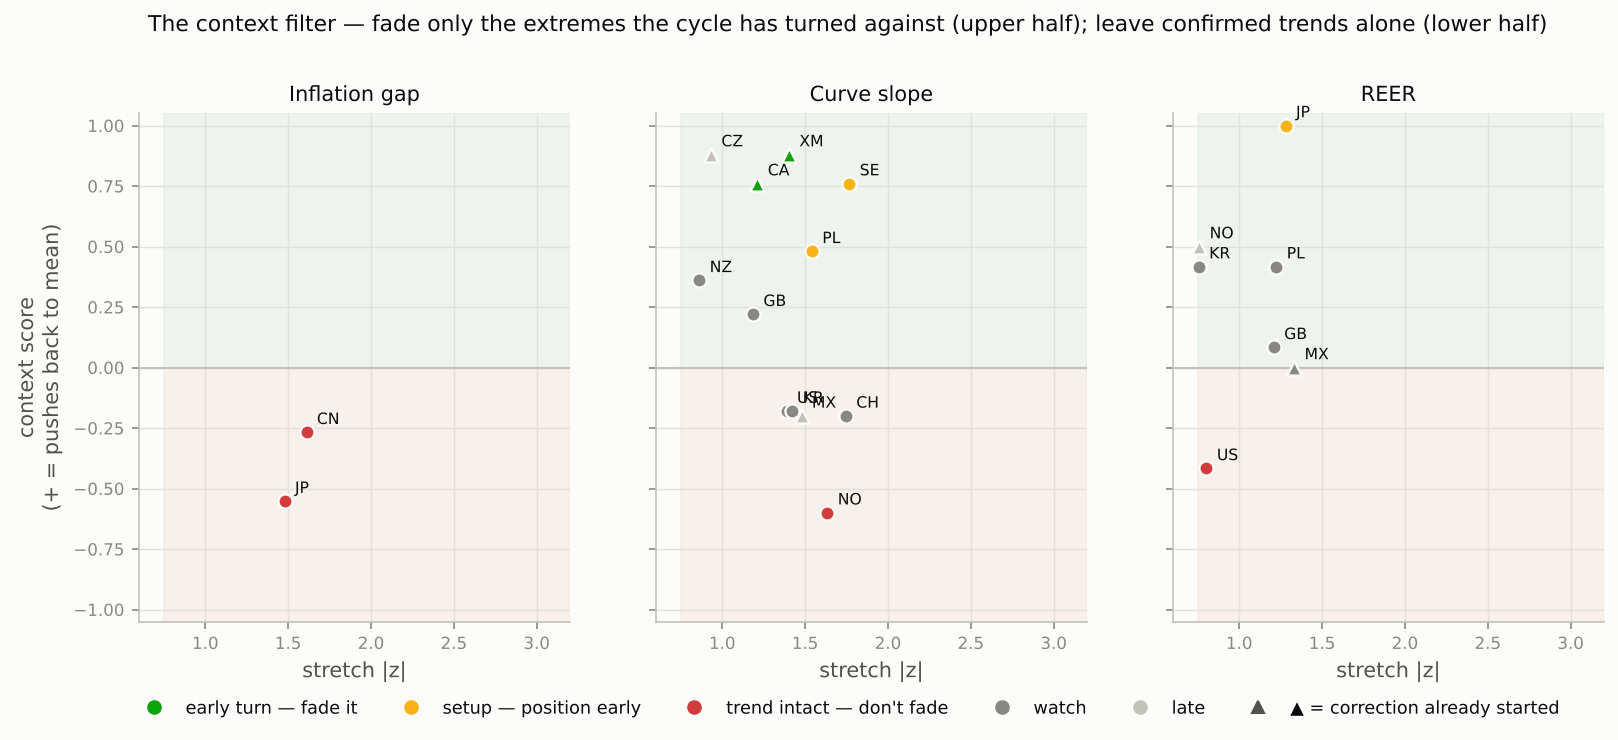 The context filter — fade only the extremes the cycle has turned against (upper half); leave confirmed trends alone (lower half)
Inflation gap
Curve slope
REER
context score
(+ = pushes back to mean)
1.00
0.75
0.50
0.25
0.00
−0.25
−0.50
−0.75
−1.00
CN
JP
1.0 1.5 2.0 2.5 3.0
stretch |z|
CZ
XM
CA
SE
PL
NZ
GB
US
KR
MX
CH
NO
1.0 1.5 2.0 2.5 3.0
stretch |z|
JP
NO
KR
PL
GB
MX
US
1.0 1.5 2.0 2.5 3.0
stretch |z|
early turn — fade it
setup — position early
trend intact — don't fade
watch
late
▲ = correction already started